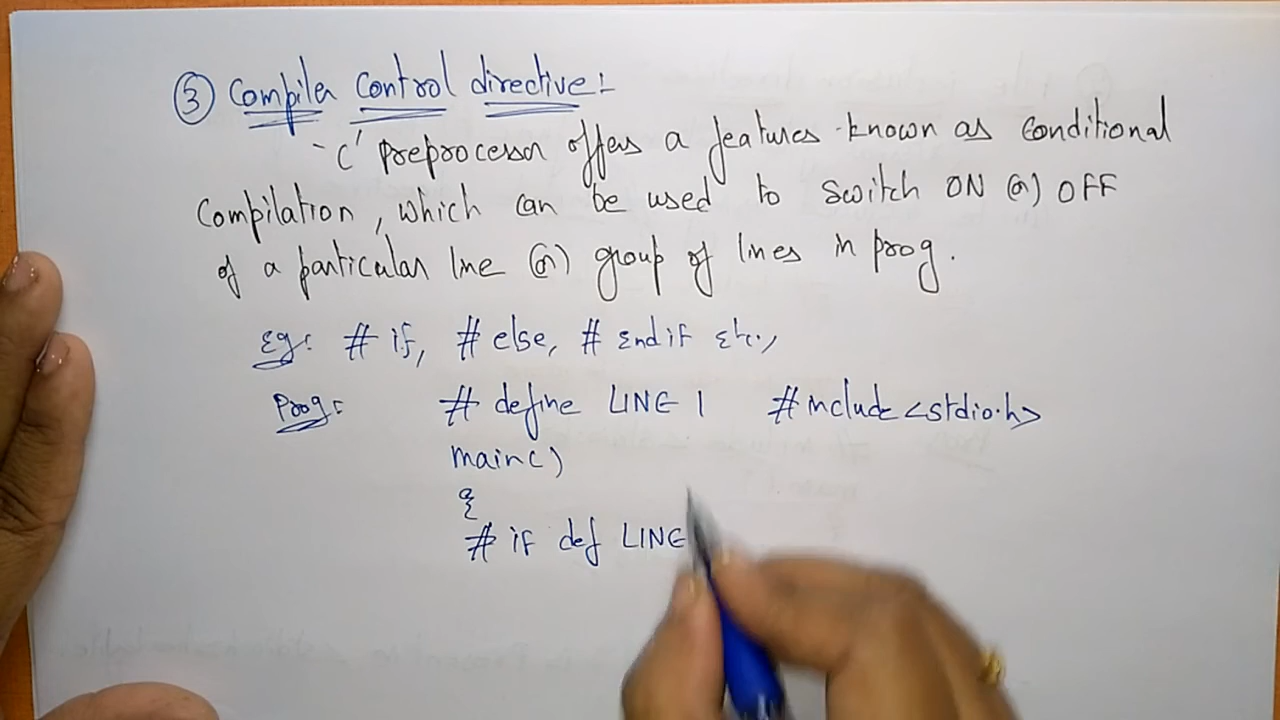 ③ Compiler Control directive:-
'C' preprocessor offers a features known as Conditional
Compilation, which can be used to switch ON (or) OFF
of a particular line (or) group of lines in prog.
Eg: # if, # else, # Endif Etc.,
Prog:- # define LINE 1 #include<stdio.h>
main()
{
# if def LINE